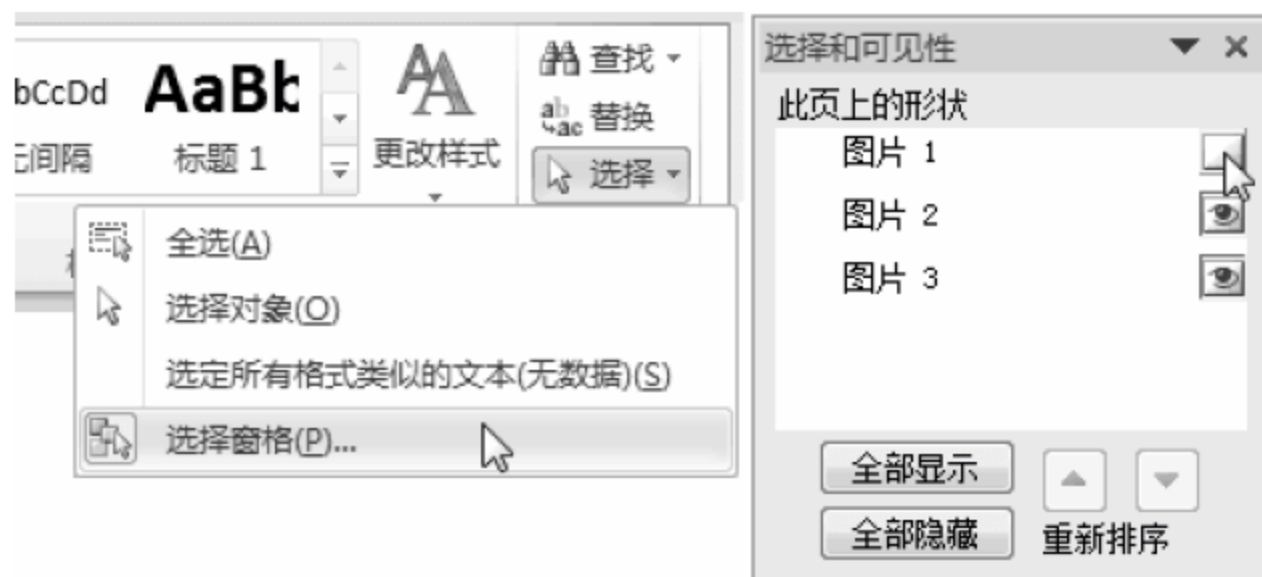 bCcDd AaBb
无间隔 标题 1
更改样式
查找
替换
选择
全选(A)
选择对象(O)
选定所有格式类似的文本(无数据)(S)
选择窗格(P)...
选择和可见性
此页上的形状
图片 1
图片 2
图片 3
全部显示
全部隐藏
重新排序